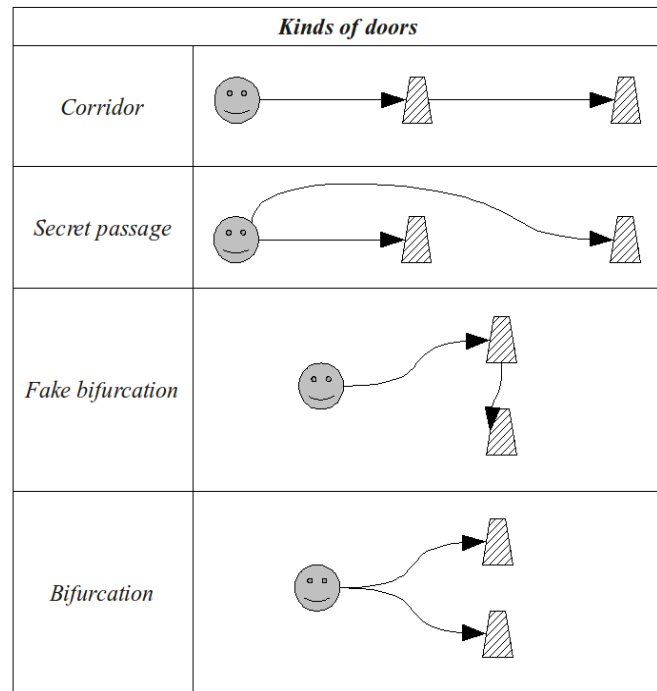 Kinds of doors
Corridor
Secret passage
Fake bifurcation
Bifurcation